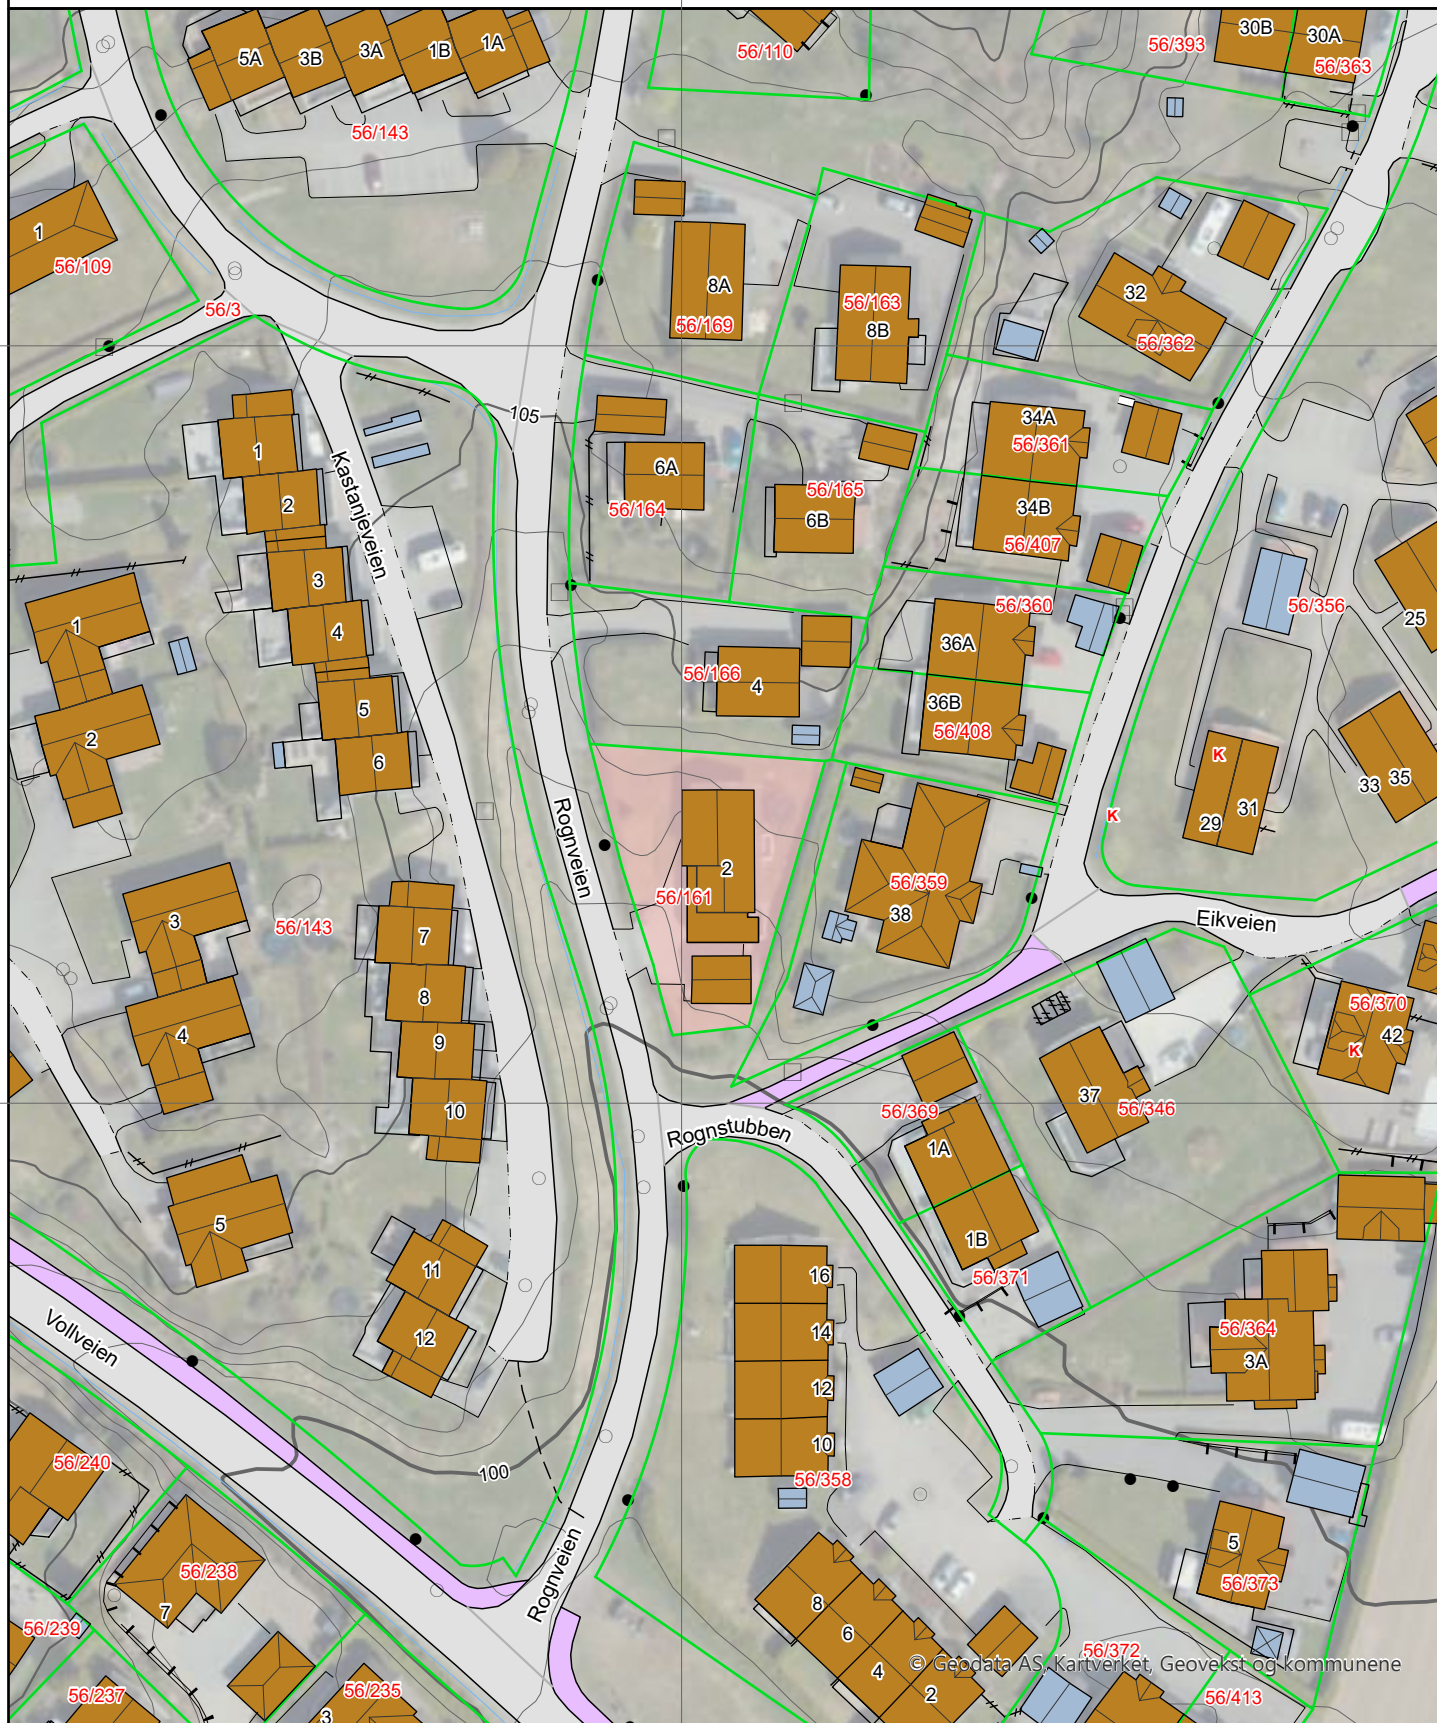 56/110
56/393
30B
30A
56/363
5A
3B
3A
1B
1A
56/143
1
56/109
56/3
8A
56/169
56/163
8B
32
56/362
105
34A
56/361
1
Kastanjeveien
6A
56/164
56/165
6B
2
34B
56/407
3
4
1
56/360
56/356
25
36A
56/166
4
36B
56/408
5
2
6
K
33
35
Rognveien
29
31
K
2
56/161
56/359
38
Eikveien
3
56/143
7
8
4
9
10
56/370
42
K
37
56/346
56/369
Rognstubben
1A
5
1B
56/371
11
12
16
14
12
10
56/358
56/364
3A
Vollveien
56/240
100
56/238
7
Rognveien
5
56/373
56/239
8
6
4
2
56/372
© Geodata AS, Kartverket, Geovekst og kommunene
56/237
56/235
3
56/413